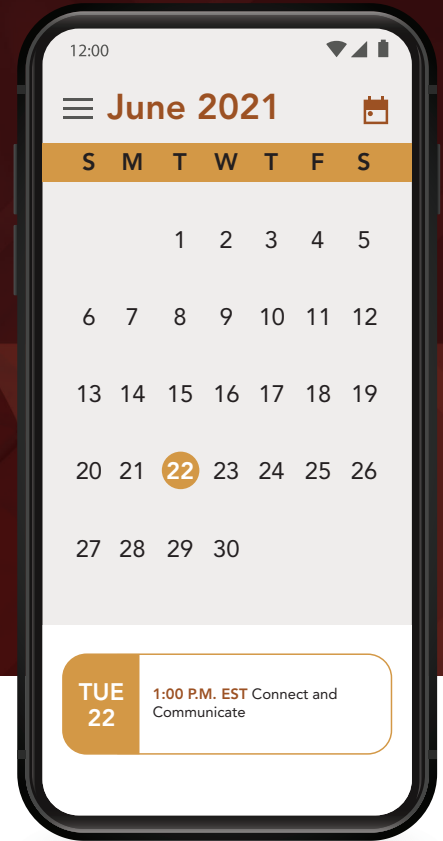 12:00
June 2021
S M T W T F S
1 2 3 4 5
6 7 8 9 10 11 12
13 14 15 16 17 18 19
20 21 22 23 24 25 26
27 28 29 30
TUE
22
1:00 P.M. EST Connect and
Communicate